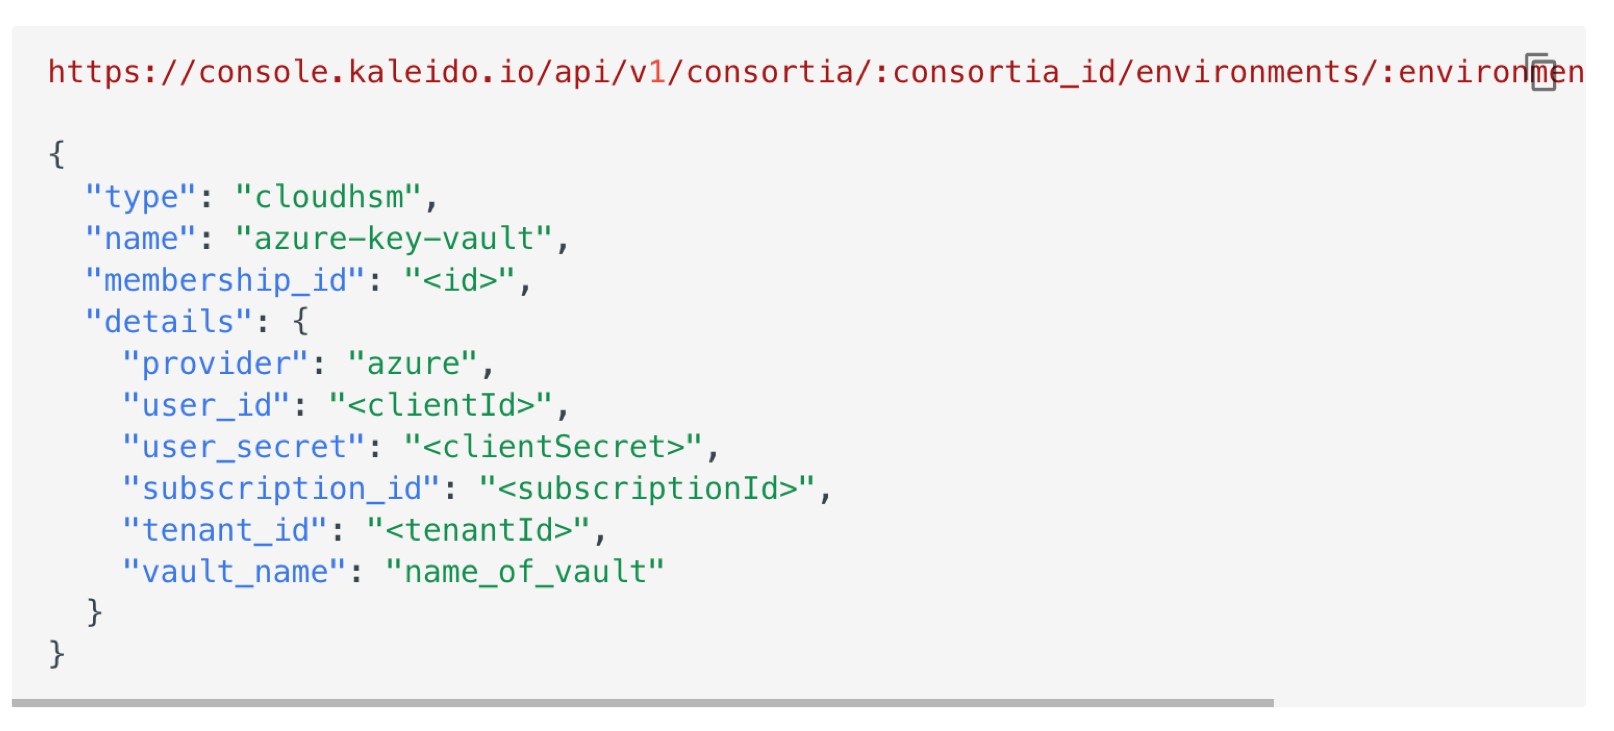 https://console.kaleido.io/api/v1/consortia/:consortia_id/environments/:environmen
{
  "type": "cloudhsm",
  "name": "azure-key-vault",
  "membership_id": "<id>",
  "details": {
    "provider": "azure",
    "user_id": "<clientId>",
    "user_secret": "<clientSecret>",
    "subscription_id": "<subscriptionId>",
    "tenant_id": "<tenantId>",
    "vault_name": "name_of_vault"
  }
}